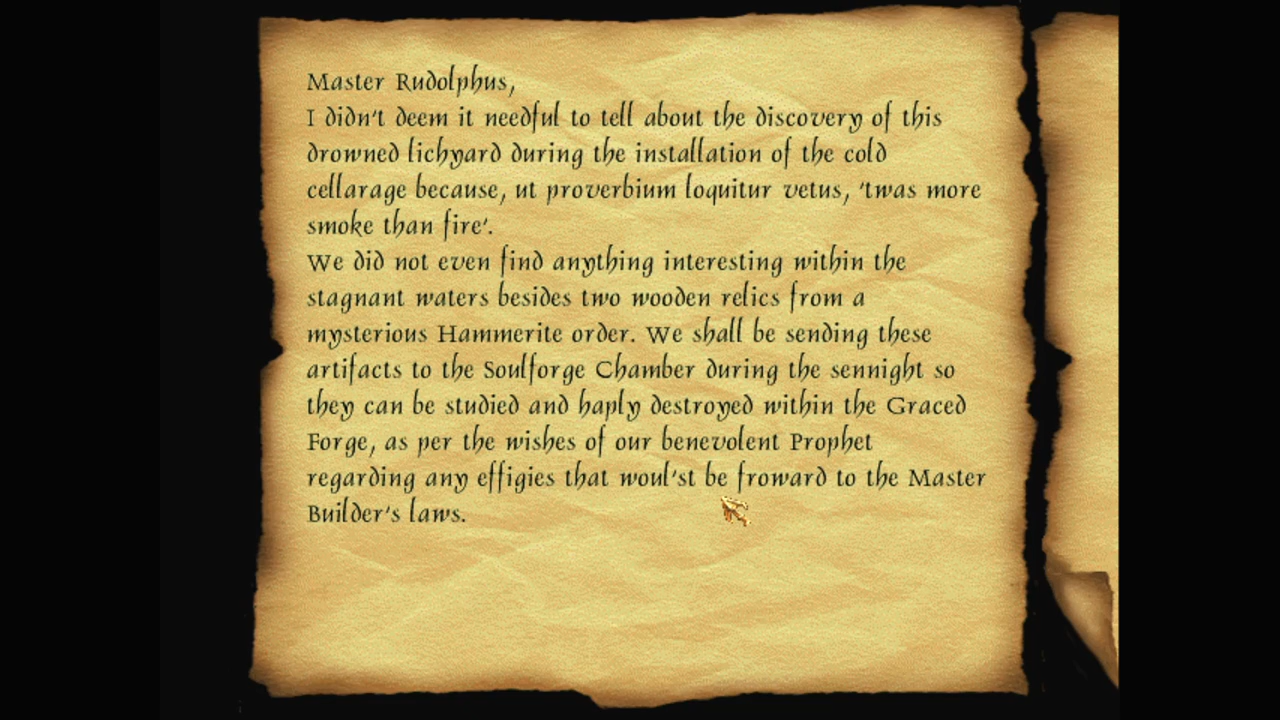 Master Rudolphus,
I didn't deem it needful to tell about the discovery of this
drowned lichyard during the installation of the cold
cellarage because, ut proverbium loquitur vetus, 'twas more
smoke than fire'.
We did not even find anything interesting within the
stagnant waters besides two wooden relics from a
mysterious Hammerite order. We shall be sending these
artifacts to the Soulforge Chamber during the sennight so
they can be studied and haply destroyed within the Graced
Forge, as per the wishes of our benevolent Prophet
regarding any effigies that woul'st be froward to the Master
Builder's laws.